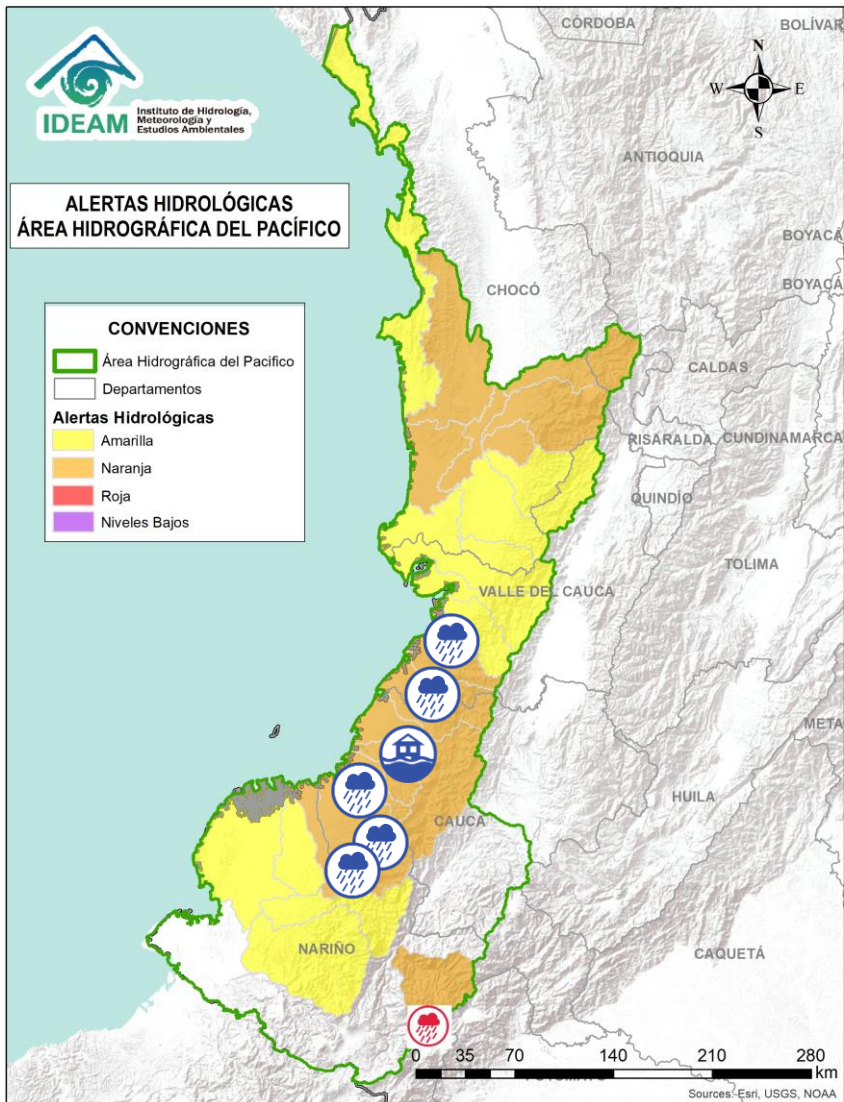 CÓRDOBA
BOLÍVAR
IDEAM
Instituto de Hidrología,
Meteorología y
Estudios Ambientales
N
W
E
S
ANTIOQUIA
ALERTAS HIDROLÓGICAS
ÁREA HIDROGRÁFICA DEL PACÍFICO
BOYACÁ
BOYACÁ
CHOCÓ
CONVENCIONES
Área Hidrográfica del Pacifico
Departamentos
Alertas Hidrológicas
Amarilla
Naranja
Roja
Niveles Bajos
CALDAS
RISARALDA
CUNDINAMARCA
QUINDÍO
TOLIMA
VALLE DEL CAUCA
META
HUILA
CAUCA
NARIÑO
CAQUETÁ
0 35 70 140 210 280
km
Sources: Esri, USGS, NOAA